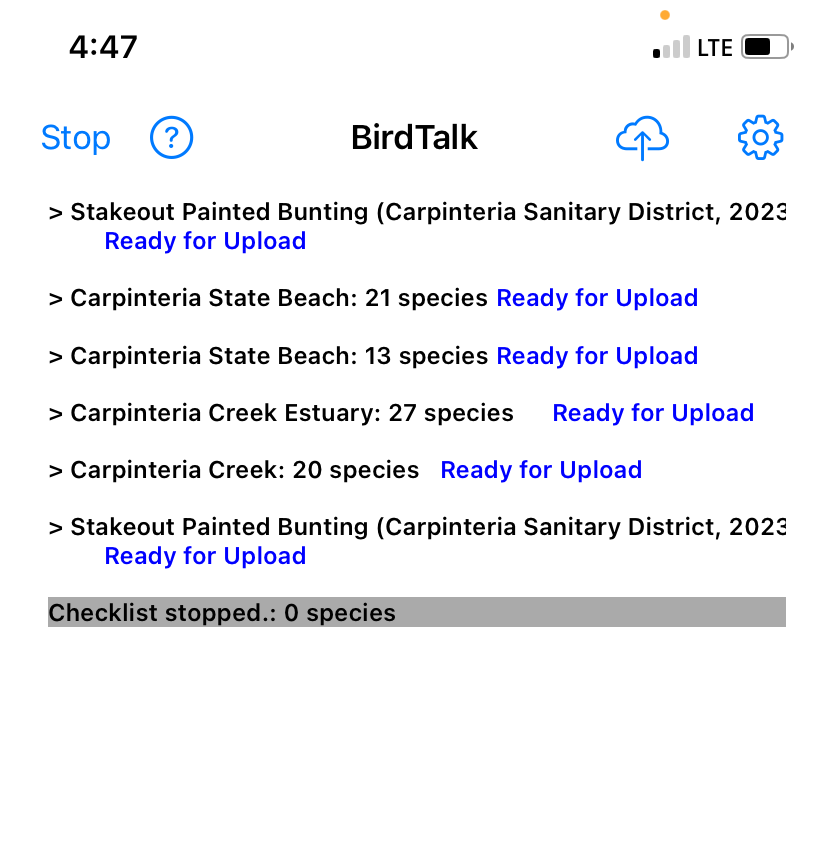 4:47
LTE
Stop ? BirdTalk
> Stakeout Painted Bunting (Carpinteria Sanitary District, 2023
Ready for Upload
> Carpinteria State Beach: 21 species Ready for Upload
> Carpinteria State Beach: 13 species Ready for Upload
> Carpinteria Creek Estuary: 27 species Ready for Upload
> Carpinteria Creek: 20 species Ready for Upload
> Stakeout Painted Bunting (Carpinteria Sanitary District, 2023
Ready for Upload
Checklist stopped.: 0 species